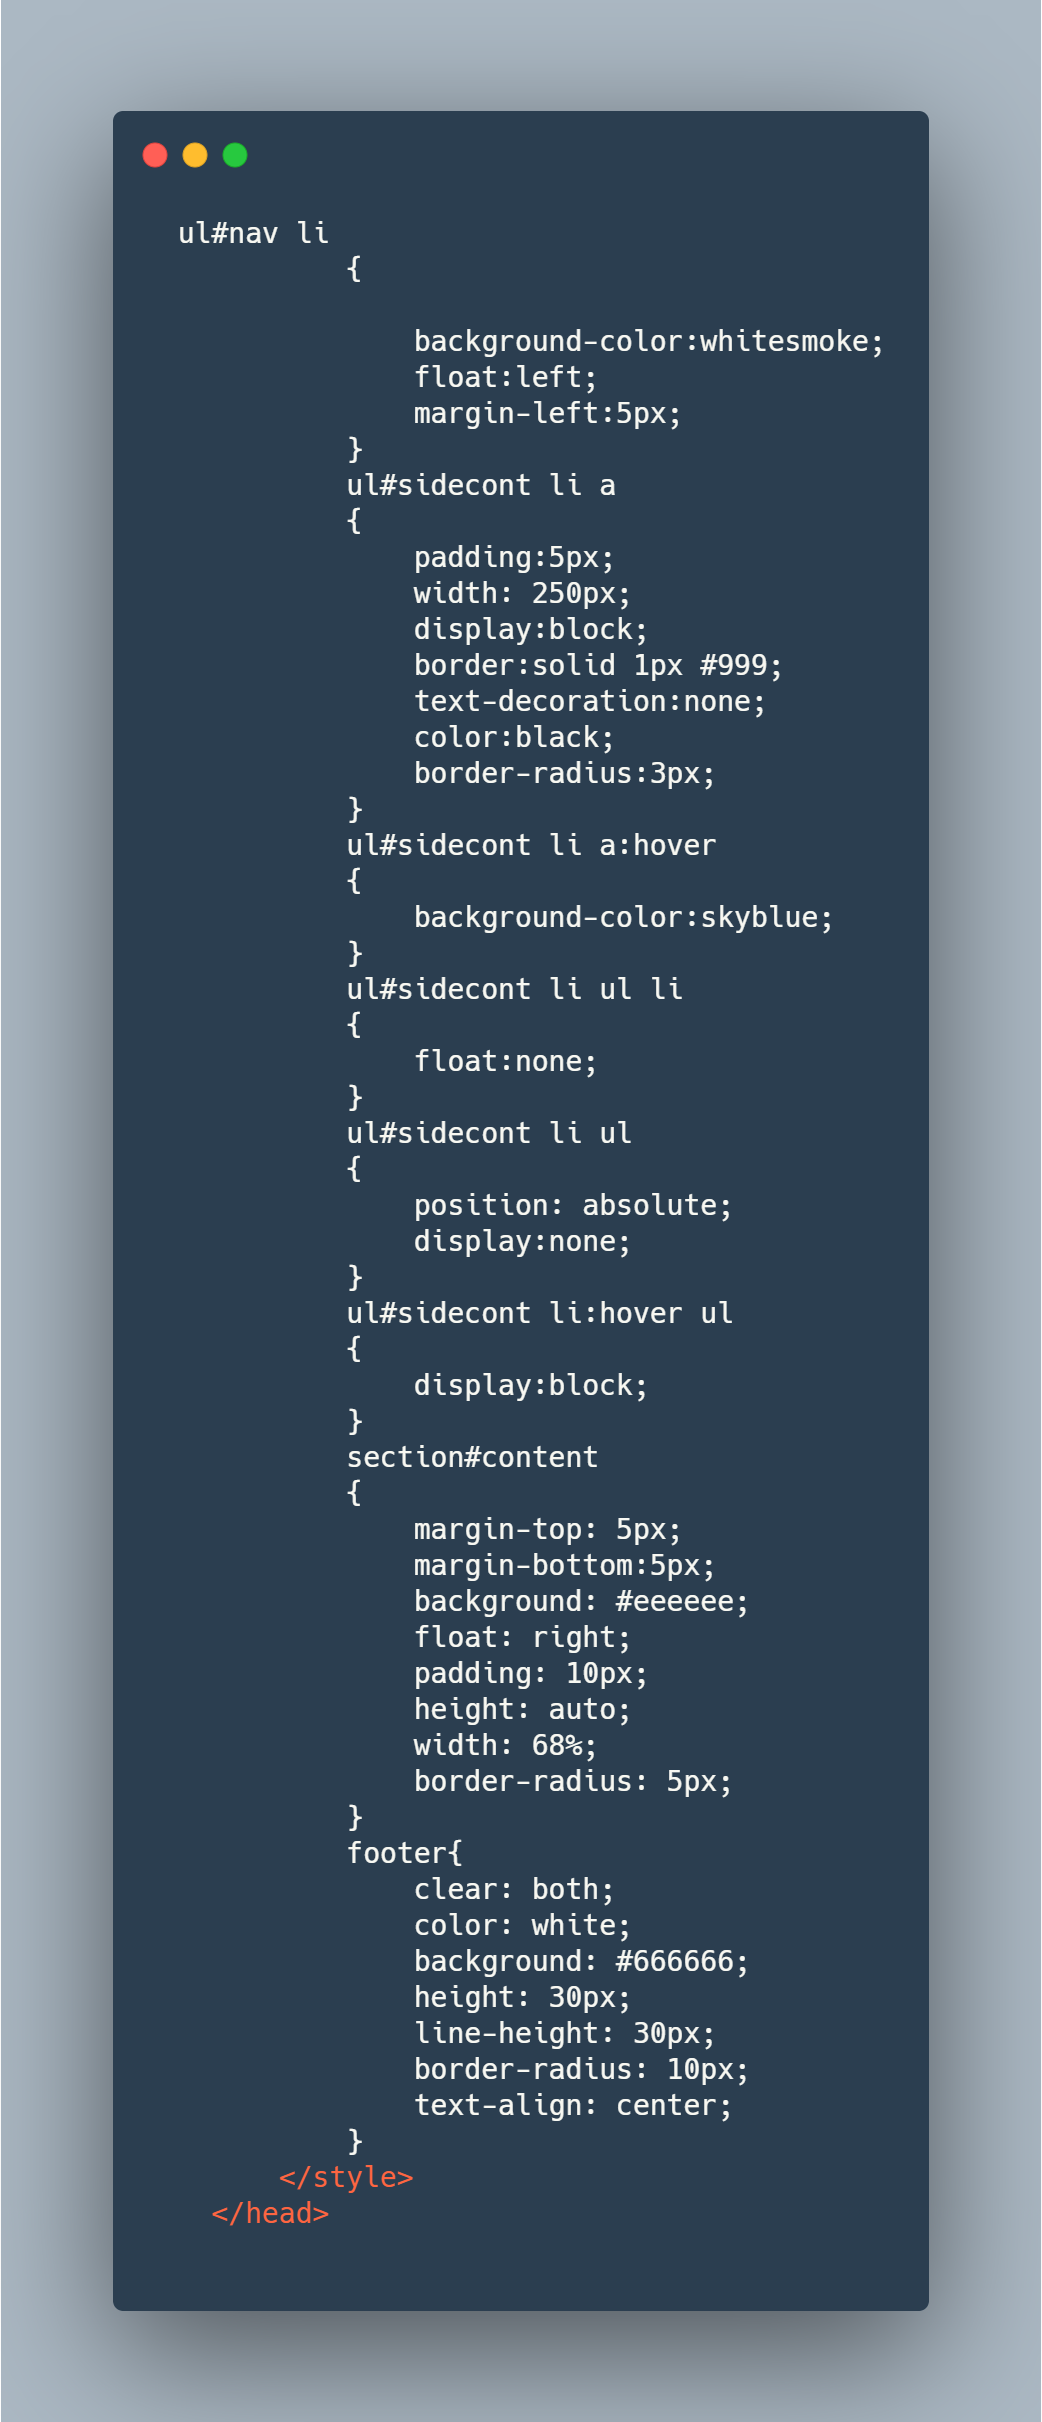 ul#nav li
{
background-color:whitesmoke;
float:left;
margin-left:5px;
}
ul#sidecont li a
{
padding:5px;
width: 250px;
display:block;
border:solid 1px #999;
text-decoration:none;
color:black;
border-radius:3px;
}
ul#sidecont li a:hover
{
background-color:skyblue;
}
ul#sidecont li ul li
{
float:none;
}
ul#sidecont li ul
{
position: absolute;
display:none;
}
ul#sidecont li:hover ul
{
display:block;
}
section#content
{
margin-top: 5px;
margin-bottom:5px;
background: #eeeeee;
float: right;
padding: 10px;
height: auto;
width: 68%;
border-radius: 5px;
}
footer{
clear: both;
color: white;
background: #666666;
height: 30px;
line-height: 30px;
border-radius: 10px;
text-align: center;
}
</style>
</head>